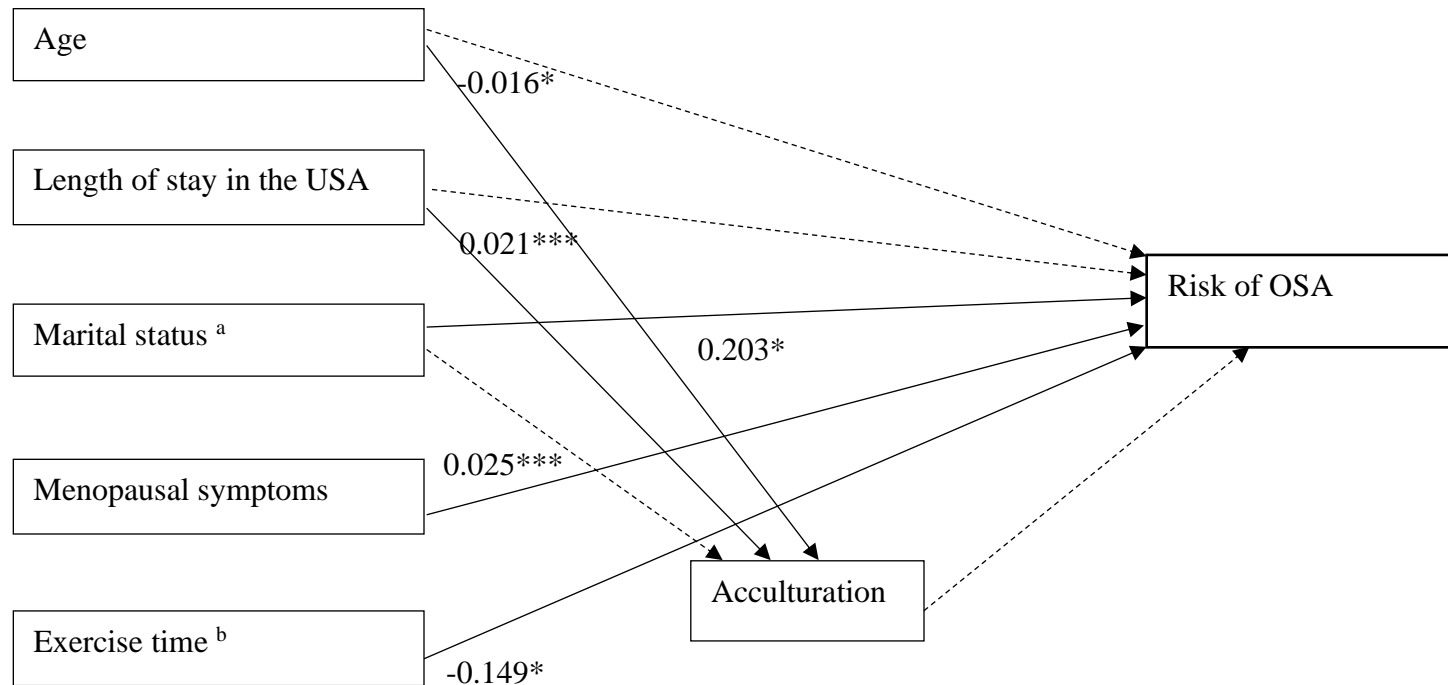 Age
-0.016*
Length of stay in the USA
0.021***
Risk of OSA
Marital status a
0.203*
Menopausal symptoms
0.025***
Acculturation
Exercise time b
-0.149*